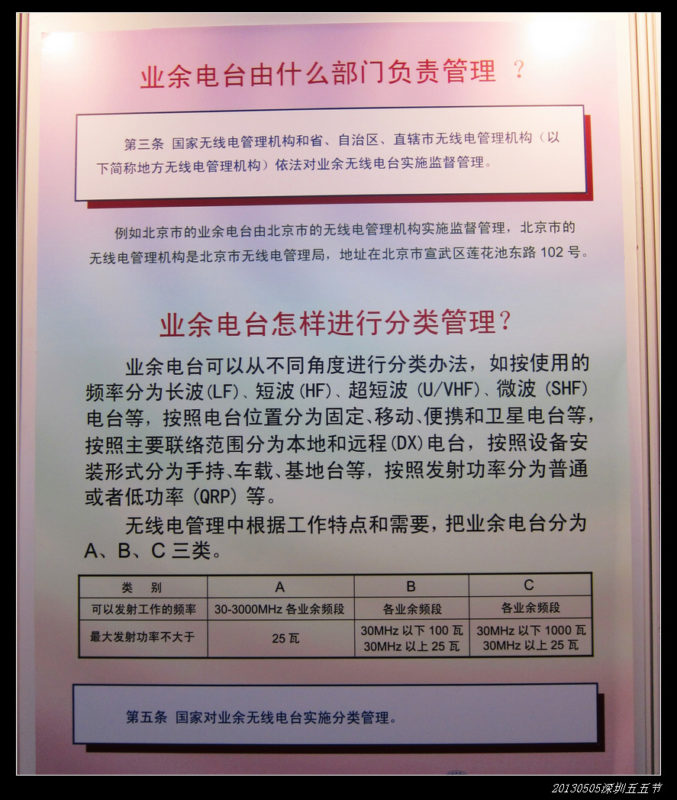 业余电台由什么部门负责管理 ?
第三条 国家无线电管理机构和省、自治区、直辖市无线电管理机构（以
下简称地方无线电管理机构）依法对业余无线电台实施监督管理。
例如北京市的业余电台由北京市的无线电管理机构实施监督管理，北京市的
无线电管理机构是北京市无线电管理局，地址在北京市宣武区莲花池东路 102 号。
业余电台怎样进行分类管理?
业余电台可以从不同角度进行分类办法，如按使用的
频率分为长波(LF)、短波(HF)、超短波 (U/VHF)、微波 (SHF)
电台等，按照电台位置分为固定、移动、便携和卫星电台等，
按照主要联络范围分为本地和远程(DX)电台，按照设备安
装形式分为手持、车载、基地台等，按照发射功率分为普通
或者低功率 (QRP) 等。
无线电管理中根据工作特点和需要，把业余电台分为
A、B、C 三类。
类 别 A B C
可以发射工作的频率 30-3000MHz 各业余频段 各业余频段 各业余频段
最大发射功率不大于 25 瓦 30MHz 以下 100 瓦 30MHz 以下 1000 瓦
30MHz 以上 25 瓦 30MHz 以上 25 瓦
第五条 国家对业余无线电台实施分类管理。
20130505深圳五五节